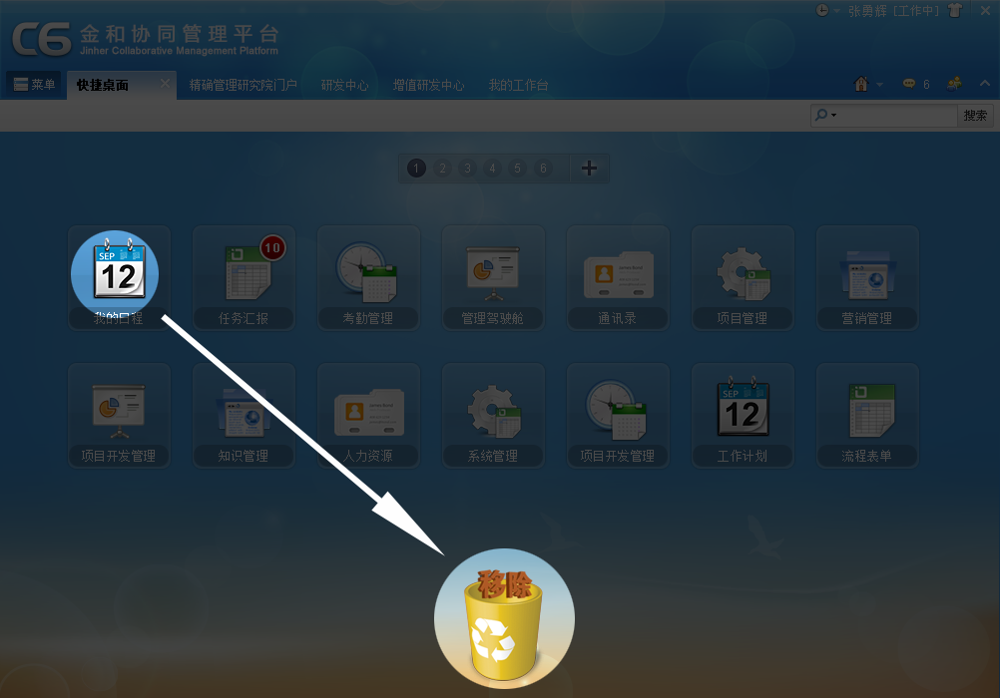 张勇辉 [工作中]
C6 金和协同管理平台
Jinher Collaborative Management Platform
菜单 快捷桌面 精确管理研究院门户 研发中心 增值研发中心 我的工作台 6
搜索
1 2 3 4 5 6
SEP 12 10
我的日程 任务汇报 考勤管理 管理驾驶舱 通讯录 项目管理 营销管理
SEP 12
项目开发管理 知识管理 人力资源 系统管理 项目开发管理 工作计划 流程表单
移除